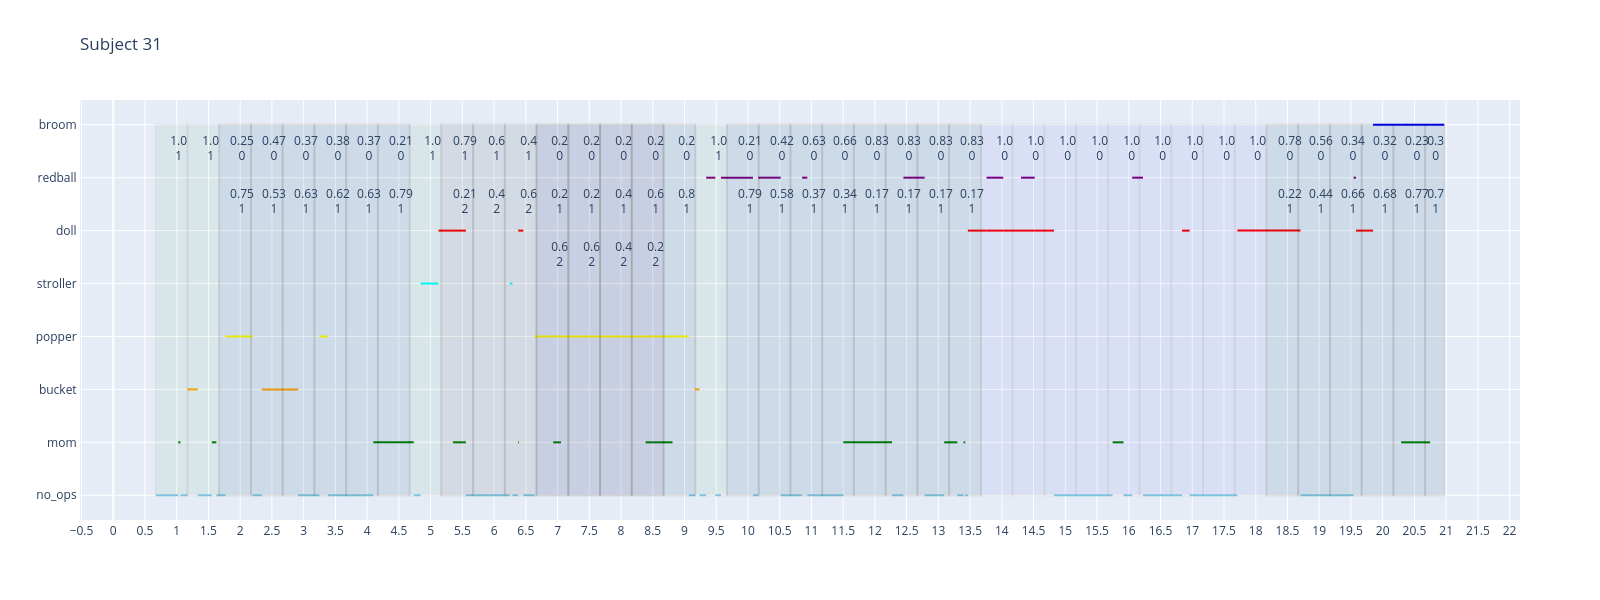 Subject 31
broom
1.0 1.0 0.25 0.47 0.37 0.38 0.37 0.21 1.0 0.79 0.6 0.4 0.2 0.2 0.2 0.2 0.2 1.0 0.21 0.42 0.63 0.66 0.83 0.83 0.83 0.83 1.0 1.0 1.0 1.0 1.0 1.0 1.0 1.0 1.0 0.78 0.56 0.34 0.32 0.23 0.3
1 1 0 0 0 0 0 0 1 1 1 1 0 0 0 0 0 1 0 0 0 0 0 0 0 0 0 0 0 0 0 0 0 0 0 0 0 0 0 0 0
redball
0.75 0.53 0.63 0.62 0.63 0.79 0.21 0.4 0.6 0.2 0.2 0.4 0.6 0.8 0.79 0.58 0.37 0.34 0.17 0.17 0.17 0.17 0.22 0.44 0.66 0.68 0.77 0.7
1 1 1 1 1 1 2 2 2 1 1 1 1 1 1 1 1 1 1 1 1 1 1 1 1 1 1 1
doll
0.6 0.6 0.4 0.2
2 2 2 2
stroller
popper
bucket
mom
no_ops
−0.5 0 0.5 1 1.5 2 2.5 3 3.5 4 4.5 5 5.5 6 6.5 7 7.5 8 8.5 9 9.5 10 10.5 11 11.5 12 12.5 13 13.5 14 14.5 15 15.5 16 16.5 17 17.5 18 18.5 19 19.5 20 20.5 21 21.5 22